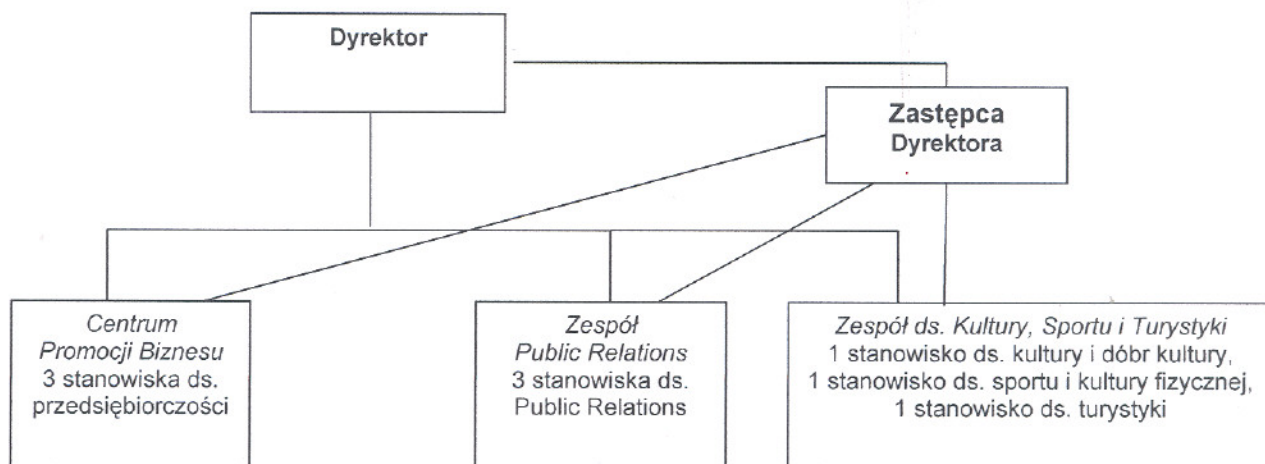 Dyrektor
Zastępca
Dyrektora
Centrum
Promocji Biznesu
3 stanowiska ds.
przedsiębiorczości
Zespół
Public Relations
3 stanowiska ds.
Public Relations
Zespół ds. Kultury, Sportu i Turystyki
1 stanowisko ds. kultury i dóbr kultury,
1 stanowisko ds. sportu i kultury fizycznej,
1 stanowisko ds. turystyki